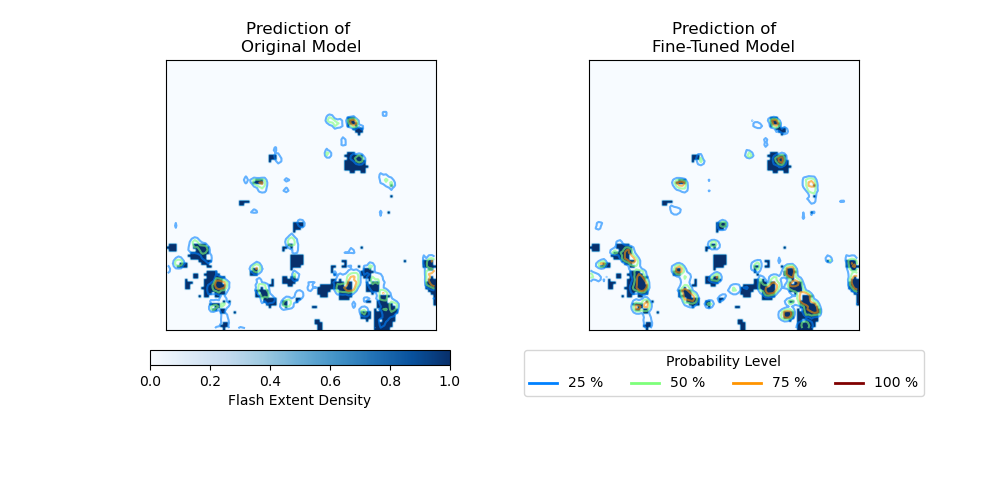 Prediction of
Original Model
Prediction of
Fine-Tuned Model
0.0 0.2 0.4 0.6 0.8 1.0
Flash Extent Density
Probability Level
25 % 50 % 75 % 100 %